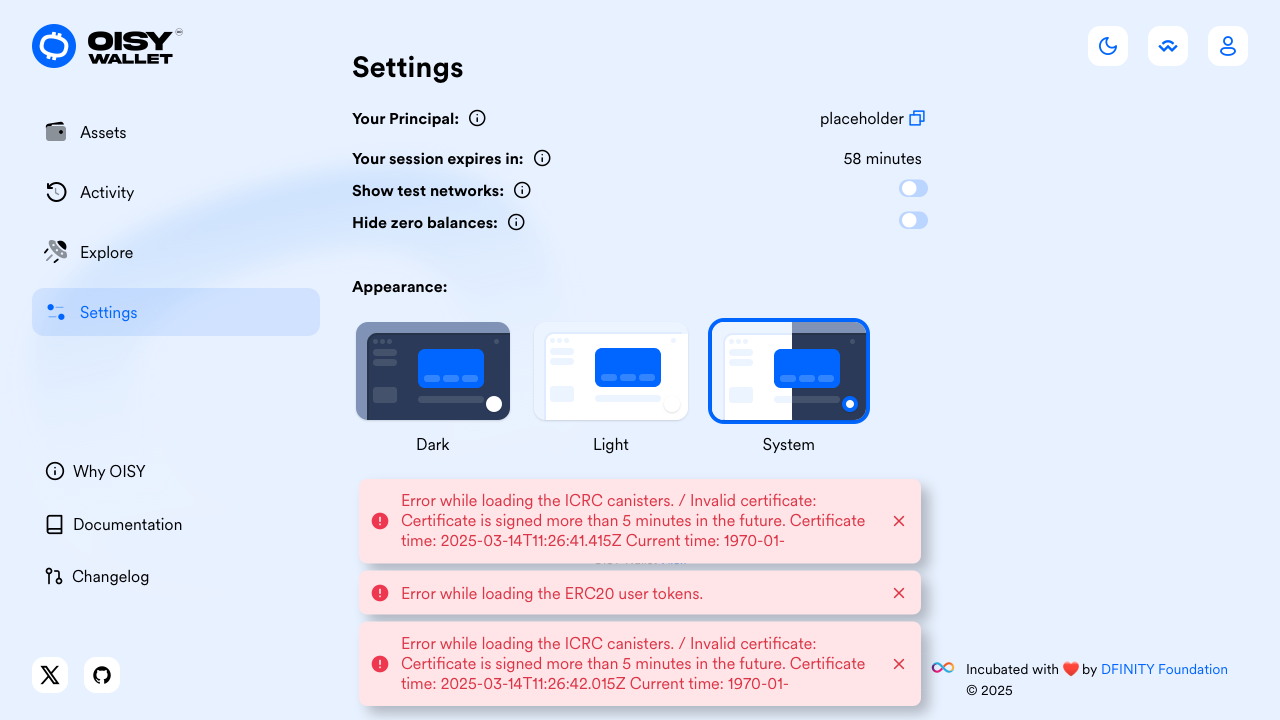 OISY
WALLET
Settings
Your Principal:
placeholder
Your session expires in:
58 minutes
Show test networks:
Hide zero balances:
Appearance:
Dark
Light
System
Assets
Activity
Explore
Settings
Why OISY
Documentation
Changelog
Error while loading the ICRC canisters. / Invalid certificate:
Certificate is signed more than 5 minutes in the future. Certificate
time: 2025-03-14T11:26:41.415Z Current time: 1970-01-
Error while loading the ERC20 user tokens.
Error while loading the ICRC canisters. / Invalid certificate:
Certificate is signed more than 5 minutes in the future. Certificate
time: 2025-03-14T11:26:42.015Z Current time: 1970-01-
Incubated with ❤️ by DFINITY Foundation
© 2025